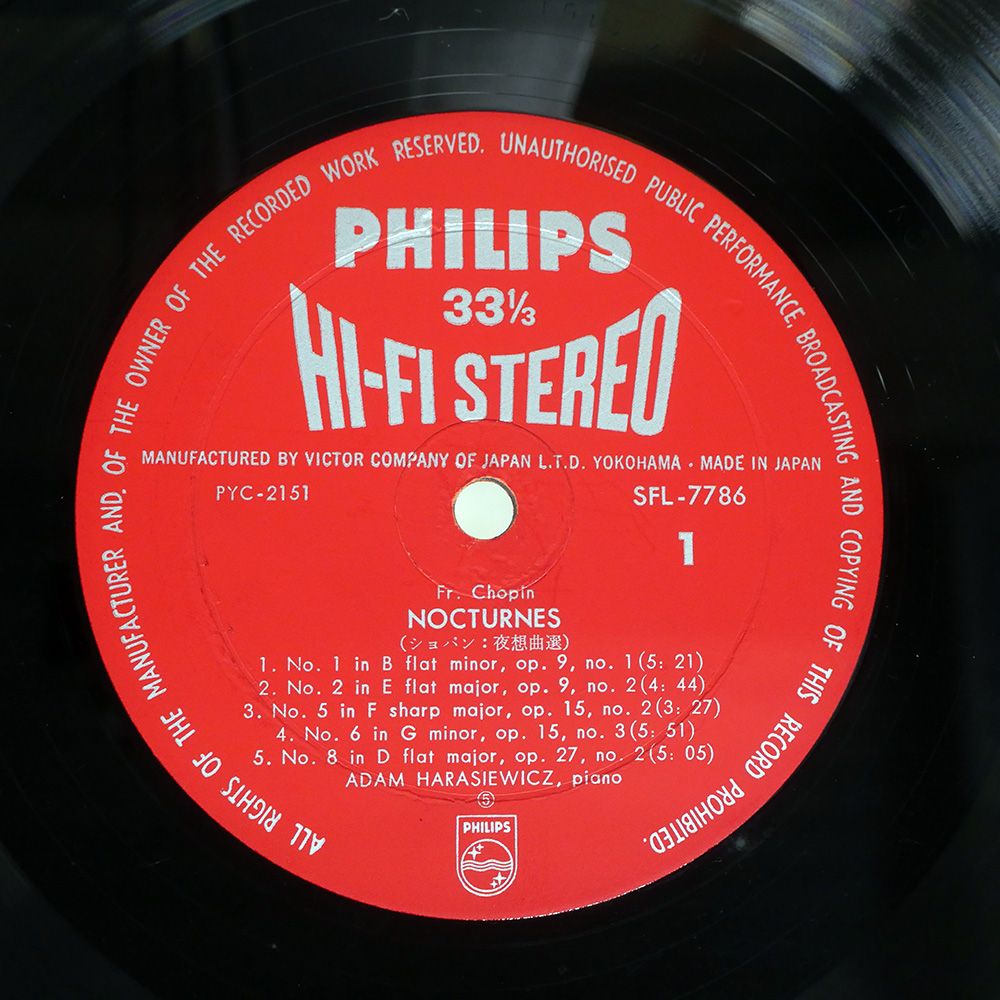 ALL RIGHTS OF THE MANUFACTURER AND, OF THE OWNER OF THE RECORDED WORK RESERVED. UNAUTHORISED PUBLIC PERFORMANCE, BROADCASTING AND COPYING OF THIS RECORD PROHIBITED.
PHILIPS
33⅓
HI-FI STEREO
MANUFACTURED BY VICTOR COMPANY OF JAPAN L.T.D. YOKOHAMA · MADE IN JAPAN
PYC-2151 SFL-7786
1
Fr. Chopin
NOCTURNES
(ショパン：夜想曲選)
1. No. 1 in B flat minor, op. 9, no. 1 (5: 21)
2. No. 2 in E flat major, op. 9, no. 2 (4: 44)
3. No. 5 in F sharp major, op. 15, no. 2 (3: 27)
4. No. 6 in G minor, op. 15, no. 3 (5: 51)
5. No. 8 in D flat major, op. 27, no. 2 (5: 05)
ADAM HARASIEWICZ, piano
⑤
PHILIPS